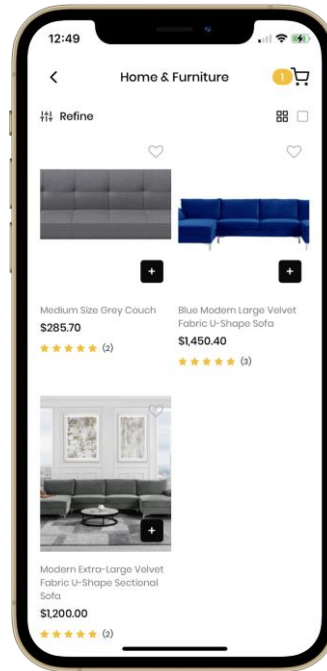 12:49
Home & Furniture
1
Refine
+
+
Medium Size Grey Couch
$285.70
(2)
Blue Modern Large Velvet
Fabric U-Shape Sofa
$1,450.40
(3)
+
Modern Extra-Large Velvet
Fabric U-Shape Sectional
Sofa
$1,200.00
(2)